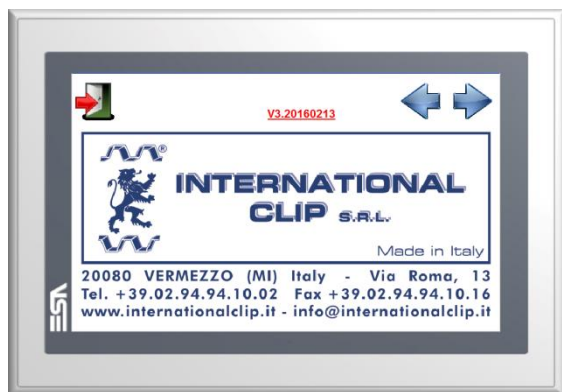 V3.20160213
®
INTERNATIONAL
CLIP S.R.L.
Made in Italy
20080 VERMEZZO (MI) Italy - Via Roma, 13
Tel. +39.02.94.94.10.02 Fax +39.02.94.94.10.16
www.internationalclip.it - info@internationalclip.it
ESA